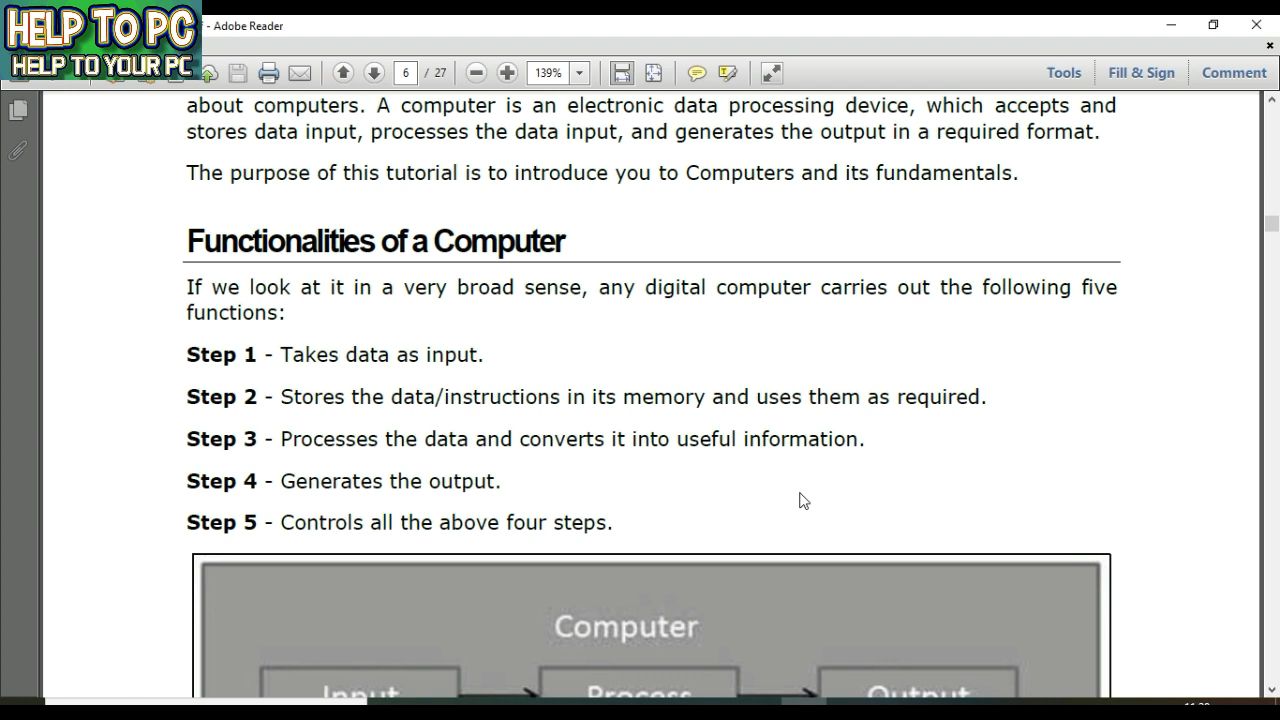 HELP TO PC
HELP TO YOUR PC
- Adobe Reader
6 / 27
139%
Tools
Fill & Sign
Comment
about computers. A computer is an electronic data processing device, which accepts and
stores data input, processes the data input, and generates the output in a required format.
The purpose of this tutorial is to introduce you to Computers and its fundamentals.
Functionalities of a Computer
If we look at it in a very broad sense, any digital computer carries out the following five
functions:
Step 1 - Takes data as input.
Step 2 - Stores the data/instructions in its memory and uses them as required.
Step 3 - Processes the data and converts it into useful information.
Step 4 - Generates the output.
Step 5 - Controls all the above four steps.
Computer
Input
Process
Output